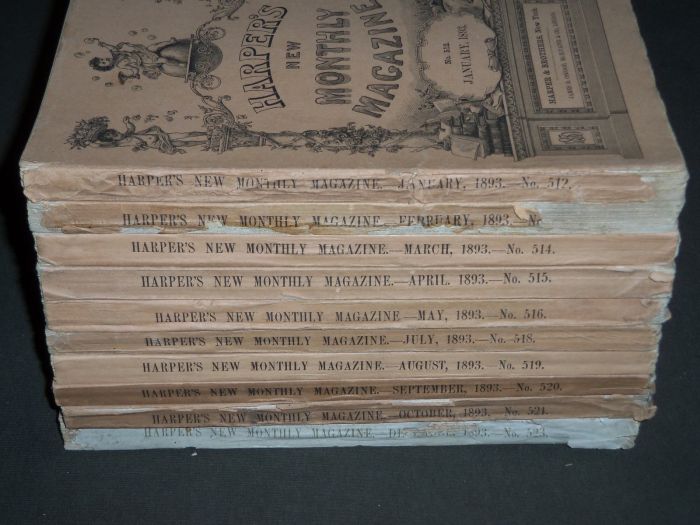 HARPER'S
NEW
MONTHLY
MAGAZINE
No. 512
JANUARY, 1893.
HARPER & BROTHERS, New York
HARPER'S NEW MONTHLY MAGAZINE.—JANUARY, 1893.—No. 512.
HARPER'S NEW MONTHLY MAGAZINE.—FEBRUARY, 1893.—N
HARPER'S NEW MONTHLY MAGAZINE.—MARCH, 1893.—No. 514.
HARPER'S NEW MONTHLY MAGAZINE.—APRIL. 1893.—No. 515.
HARPER'S NEW MONTHLY MAGAZINE—MAY, 1893.—No. 516.
HARPER'S NEW MONTHLY MAGAZINE.—JULY, 1893.—No. 518.
HARPER'S NEW MONTHLY MAGAZINE.—AUGUST, 1893.—No. 519.
HARPER'S NEW MONTHLY MAGAZINE.—SEPTEMBER, 1893.—No. 520.
HARPER'S NEW MONTHLY MAGAZINE.—OCTOBER, 1893.—No. 521.
HARPER'S NEW MONTHLY MAGAZINE.— 1893.—No. 523.